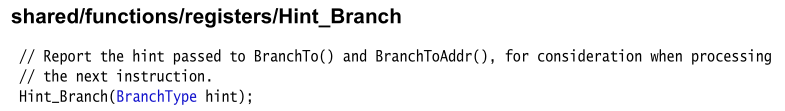 shared/functions/registers/Hint_Branch
// Report the hint passed to BranchTo() and BranchToAddr(), for consideration when processing
// the next instruction.
Hint_Branch(BranchType hint);